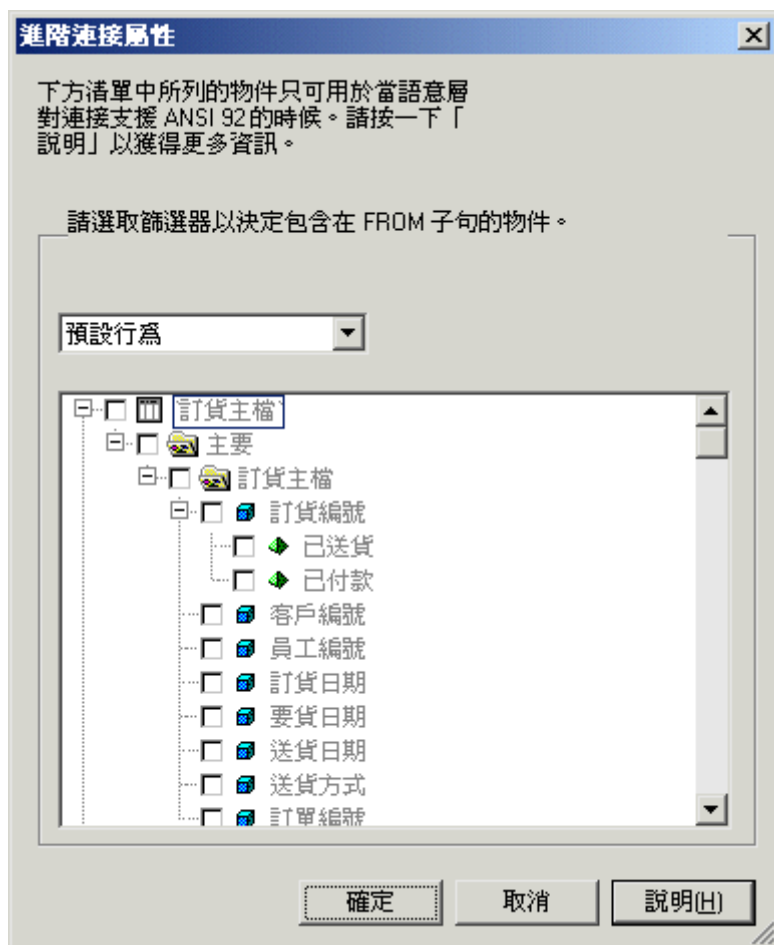 進階連接屬性
下方清單中所列的物件只可用於當語意層
對連接支援 ANSI 92 的時候。請按一下「
說明」以獲得更多資訊。
請選取篩選器以決定包含在 FROM 子句的物件。
預設行為
訂貨主檔
主要
訂貨主檔
訂貨編號
已送貨
已付款
客戶編號
員工編號
訂貨日期
要貨日期
送貨日期
送貨方式
訂單編號
確定 取消 說明(H)